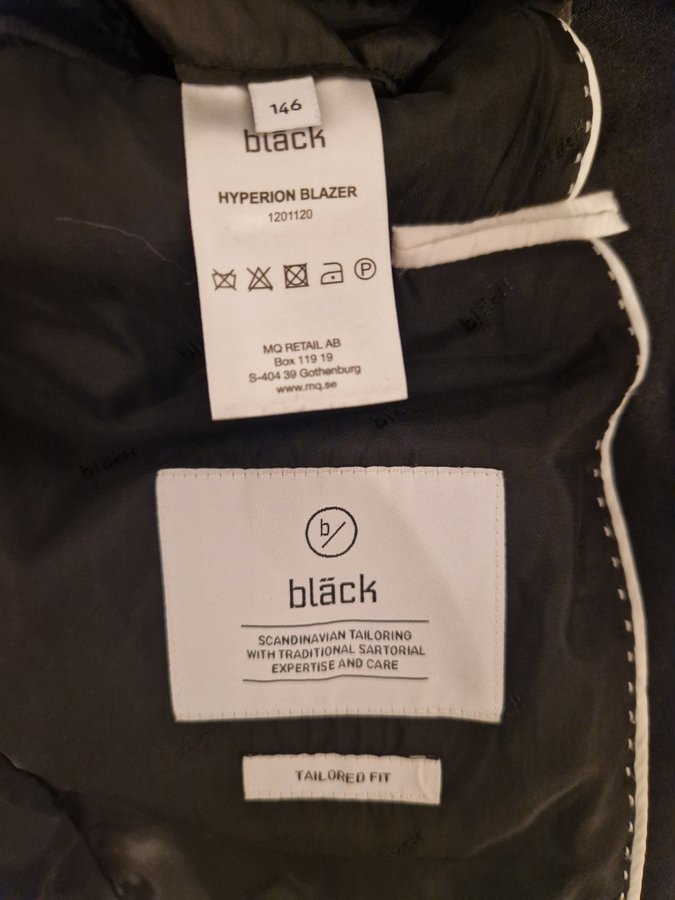 146
bläck
HYPERION BLAZER
1201120
P
MQ RETAIL AB
Box 119 19
S-404 39 Gothenburg
www.mq.se
b/
bläck
SCANDINAVIAN TAILORING
WITH TRADITIONAL SARTORIAL
EXPERTISE AND CARE
TAILORED FIT